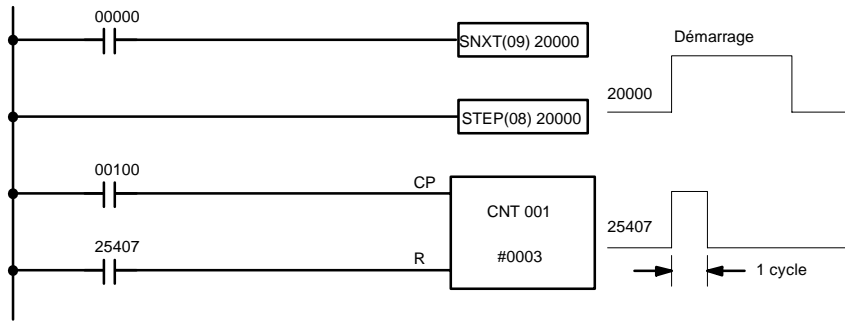 00000
SNXT(09) 20000
Démarrage
20000
STEP(08) 20000
00100
CP
CNT 001
#0003
25407
25407
R
1 cycle